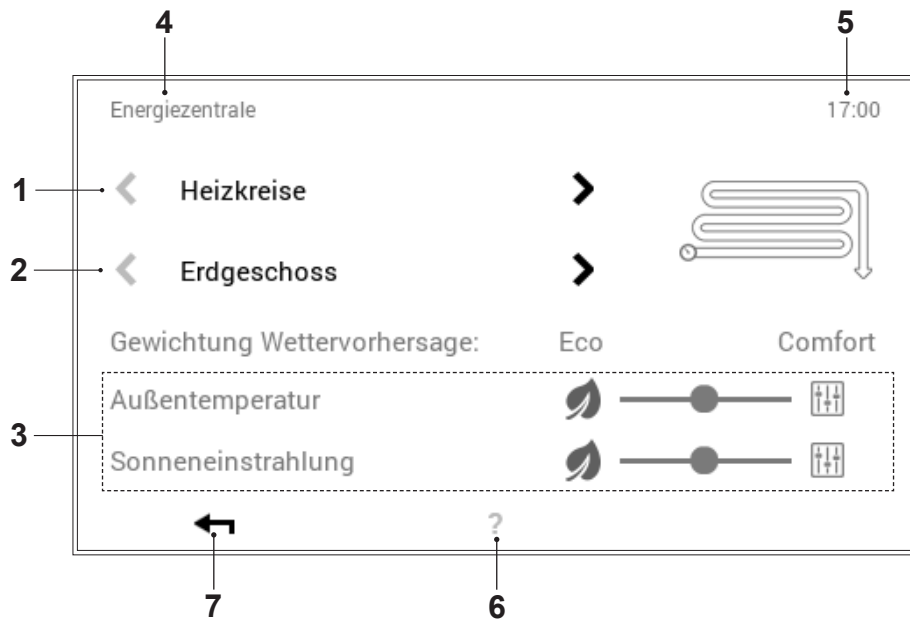 4 5
Energiezentrale 17:00
1 Heizkreise
2 Erdgeschoss
Gewichtung Wettervorhersage: Eco Comfort
Außentemperatur
3
Sonneneinstrahlung
?
7 6